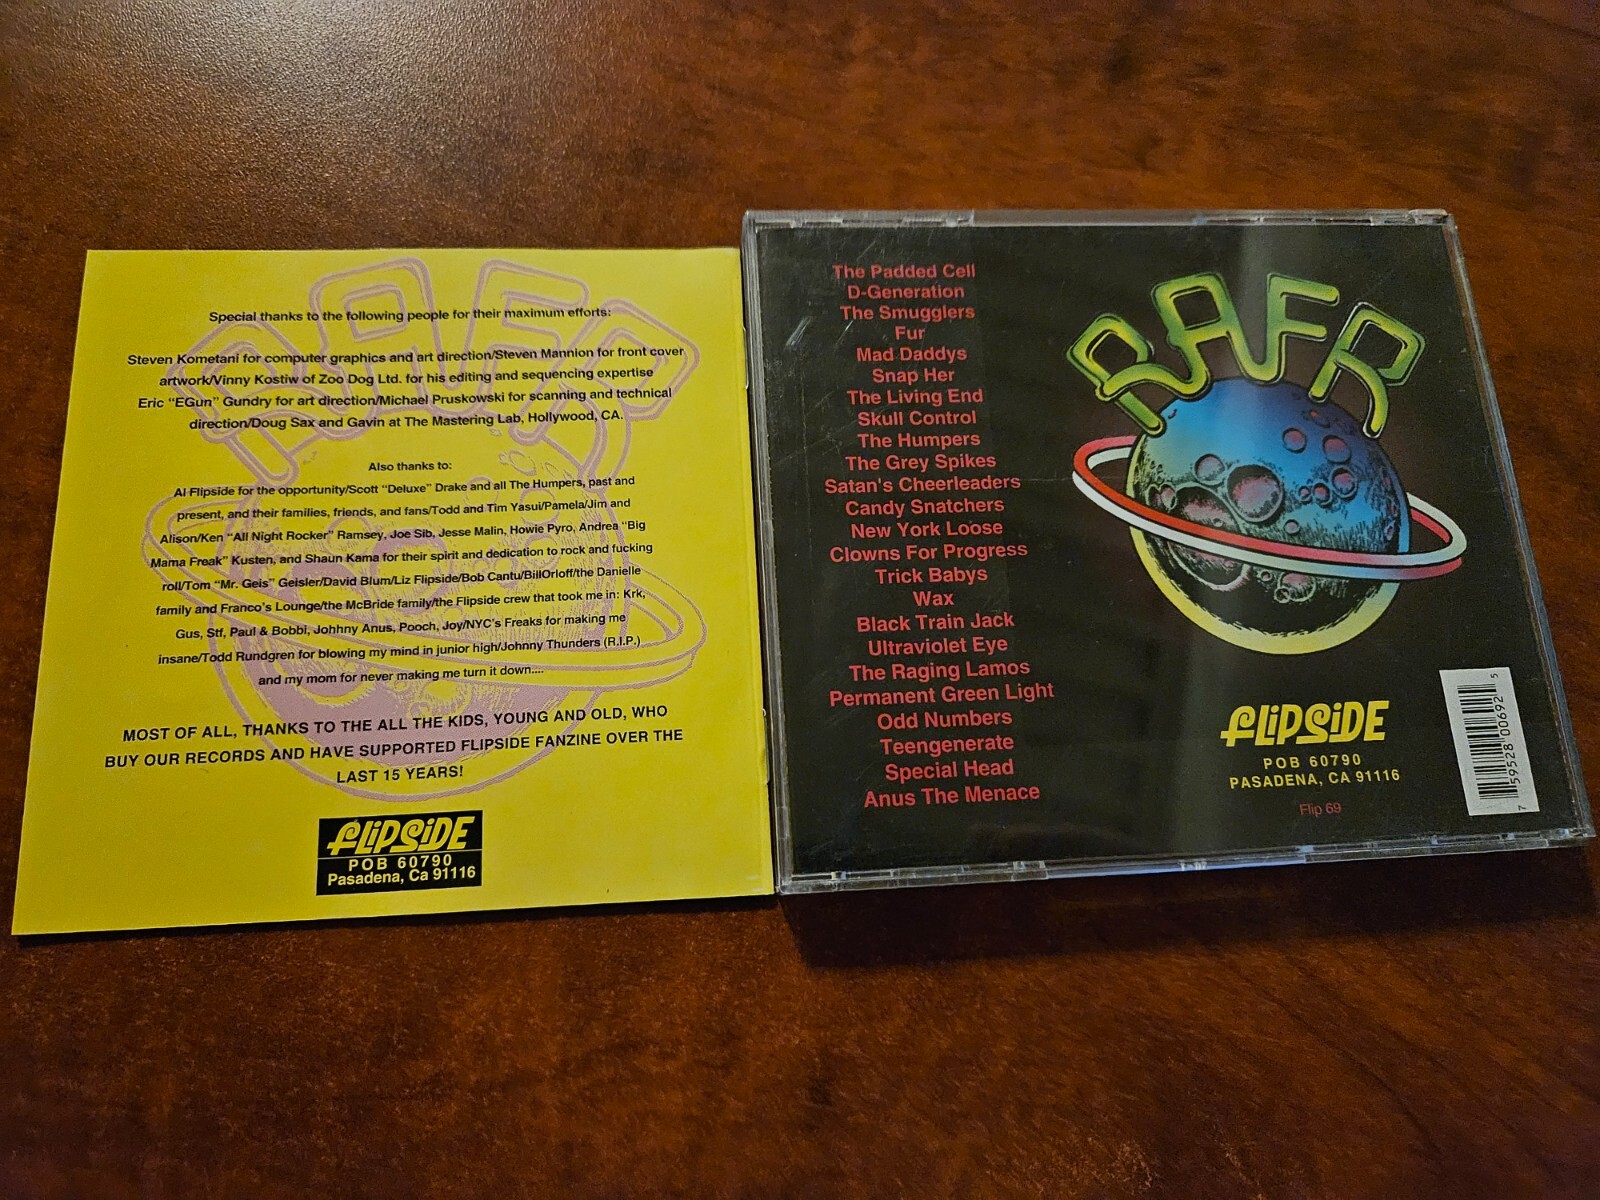 RAFR
Special thanks to the following people for their maximum efforts:
Steven Kometani for computer graphics and art direction/Steven Mannion for front cover
artwork/Vinny Kostiw of Zoo Dog Ltd. for his editing and sequencing expertise
Eric "EGun" Gundry for art direction/Michael Pruskowski for scanning and technical
direction/Doug Sax and Gavin at The Mastering Lab, Hollywood, CA.
Also thanks to:
Al Flipside for the opportunity/Scott "Deluxe" Drake and all The Humpers, past and
present, and their families, friends, and fans/Todd and Tim Yasui/Pamela/Jim and
Alison/Ken "All Night Rocker" Ramsey, Joe Sib, Jesse Malin, Howie Pyro, Andrea "Big
Mama Freak" Kusten, and Shaun Kama for their spirit and dedication to rock and fucking
roll/Tom "Mr. Geis" Geisler/David Blum/Liz Flipside/Bob Cantu/BillOrloff/the Danielle
family and Franco's Lounge/the McBride family/the Flipside crew that took me in: Krk,
Gus, Stf, Paul & Bobbi, Johhny Anus, Pooch, Joy/NYC's Freaks for making me
insane/Todd Rundgren for blowing my mind in junior high/Johnny Thunders (R.I.P.)
and my mom for never making me turn it down....
MOST OF ALL, THANKS TO THE ALL THE KIDS, YOUNG AND OLD, WHO
BUY OUR RECORDS AND HAVE SUPPORTED FLIPSIDE FANZINE OVER THE
LAST 15 YEARS!
FLiPSiDE
POB 60790
Pasadena, Ca 91116
The Padded Cell
D-Generation
The Smugglers
Fur
Mad Daddys
Snap Her
The Living End
Skull Control
The Humpers
The Grey Spikes
Satan's Cheerleaders
Candy Snatchers
New York Loose
Clowns For Progress
Trick Babys
Wax
Black Train Jack
Ultraviolet Eye
The Raging Lamos
Permanent Green Light
Odd Numbers
Teengenerate
Special Head
Anus The Menace
RAFR
FLiPSiDE
POB 60790
PASADENA, CA 91116
Flip 69
7 59528 00692 5